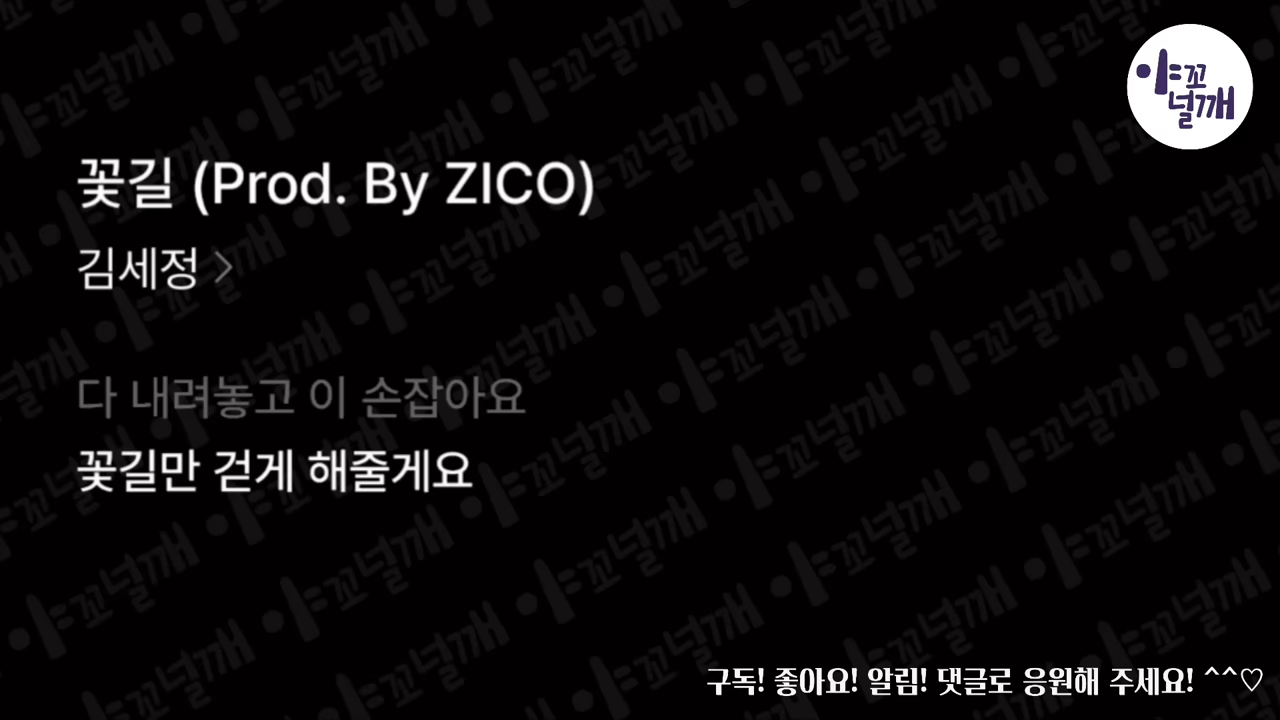 야꼬
널깨
꽃길 (Prod. By ZICO)
김세정 >
다 내려놓고 이 손잡아요
꽃길만 걷게 해줄게요
구독! 좋아요! 알림! 댓글로 응원해 주세요! ^^♡